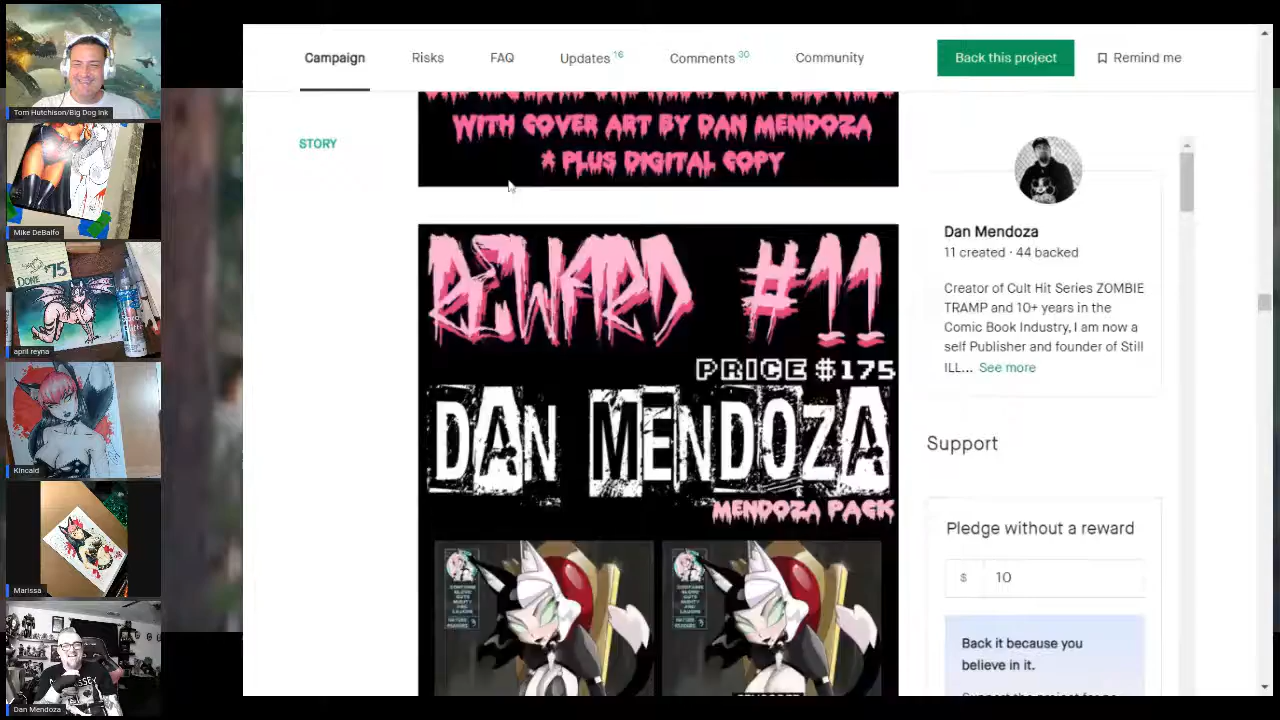 Campaign
Risks
FAQ
Updates 16
Comments 30
Community
Back this project
Remind me
STORY
WITH COVER ART BY DAN MENDOZA
* PLUS DIGITAL COPY
REWARD #11
PRICE $175
DAN MENDOZA
MENDOZA PACK
Dan Mendoza
11 created · 44 backed
Creator of Cult Hit Series ZOMBIE
TRAMP and 10+ years in the
Comic Book Industry, I am now a
self Publisher and founder of Still
ILL... See more
Support
Pledge without a reward
$ 10
Back it because you
believe in it.
Tom Hutchison/Big Dog Ink
Mike DeBalfo
DONE
$75
april reyna
Kincaid
Marissa
Dan Mendoza